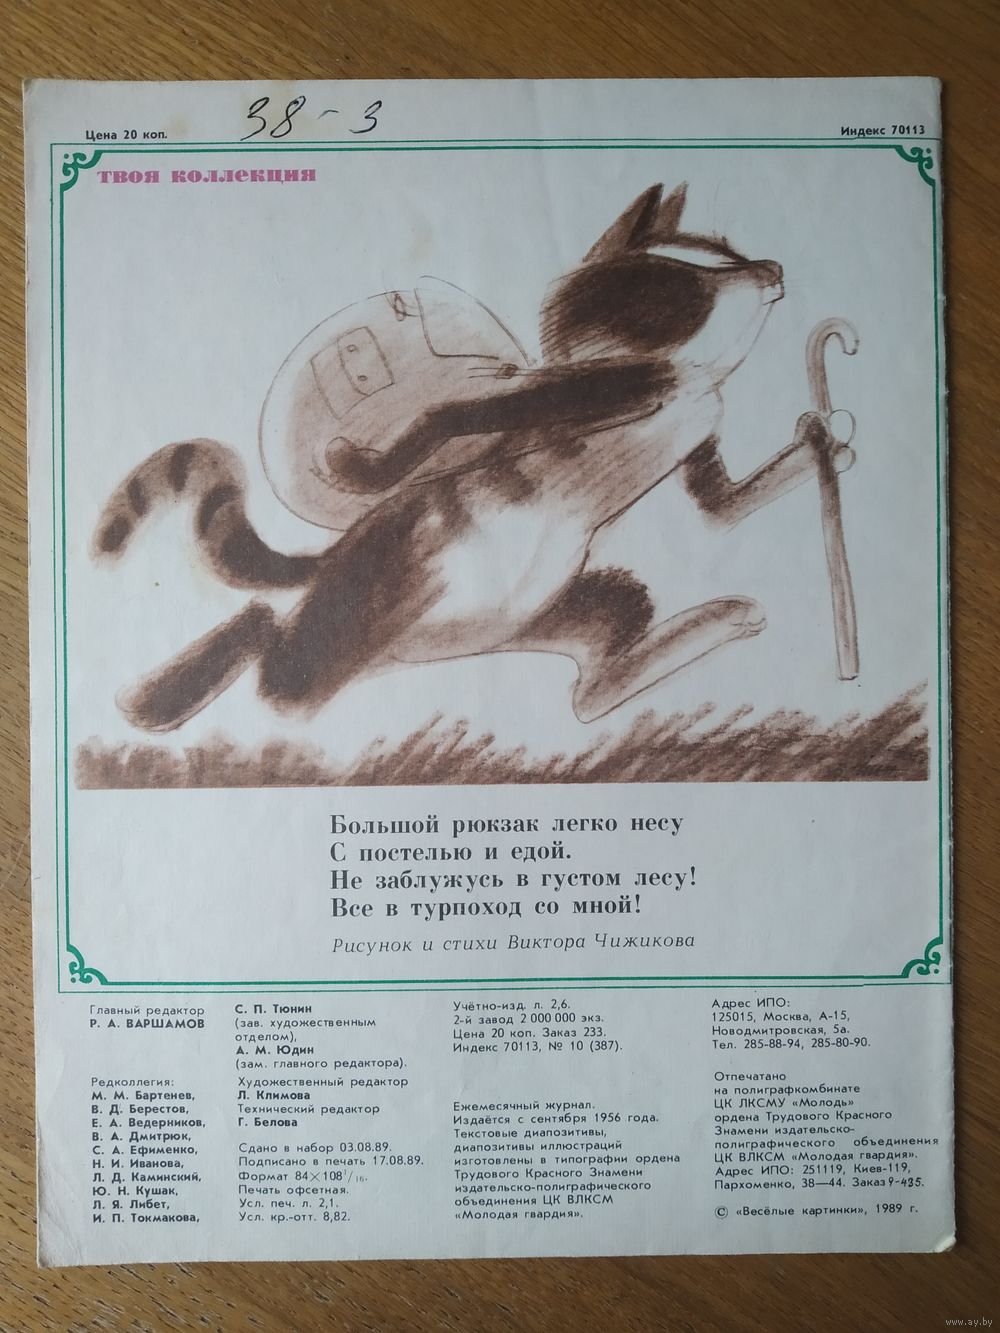 38-3
Цена 20 коп.
Индекс 70113
ТВОЯ КОЛЛЕКЦИЯ
Большой рюкзак легко несу
С постелью и едой.
Не заблужусь в густом лесу!
Все в турпоход со мной!
Рисунок и стихи Виктора Чижикова
Главный редактор
Р. А. ВАРШАМОВ
Редколлегия:
М. М. Бартенев,
В. Д. Берестов,
Е. А. Ведерников,
В. А. Дмитрюк,
С. А. Ефименко,
Н. И. Иванова,
Л. Д. Каминский,
Ю. Н. Кушак,
Л. Я. Либет,
И. П. Токмакова,
С. П. Тюнин
(зав. художественным
отделом),
А. М. Юдин
(зам. главного редактора).
Художественный редактор
Л. Климова
Технический редактор
Г. Белова
Сдано в набор 03.08.89.
Подписано в печать 17.08.89.
Формат 84×108¹/₁₆.
Печать офсетная.
Усл. печ. л. 2,1.
Усл. кр.-отт. 8,82.
Учётно-изд. л. 2,6.
2-й завод 2 000 000 экз.
Цена 20 коп. Заказ 233.
Индекс 70113, № 10 (387).
Ежемесячный журнал.
Издаётся с сентября 1956 года.
Текстовые диапозитивы,
диапозитивы иллюстраций
изготовлены в типографии ордена
Трудового Красного Знамени
издательско-полиграфического
объединения ЦК ВЛКСМ
«Молодая гвардия».
Адрес ИПО:
125015, Москва, А-15,
Новодмитровская, 5а.
Тел. 285-88-94, 285-80-90.
Отпечатано
на полиграфкомбинате
ЦК ЛКСМУ «Молодь»
ордена Трудового Красного
Знамени издательско-
полиграфического объединения
ЦК ВЛКСМ «Молодая гвардия».
Адрес ИПО: 251119, Киев-119,
Пархоменко, 38—44. Заказ 9-435.
© «Весёлые картинки», 1989 г.
www.ay.by